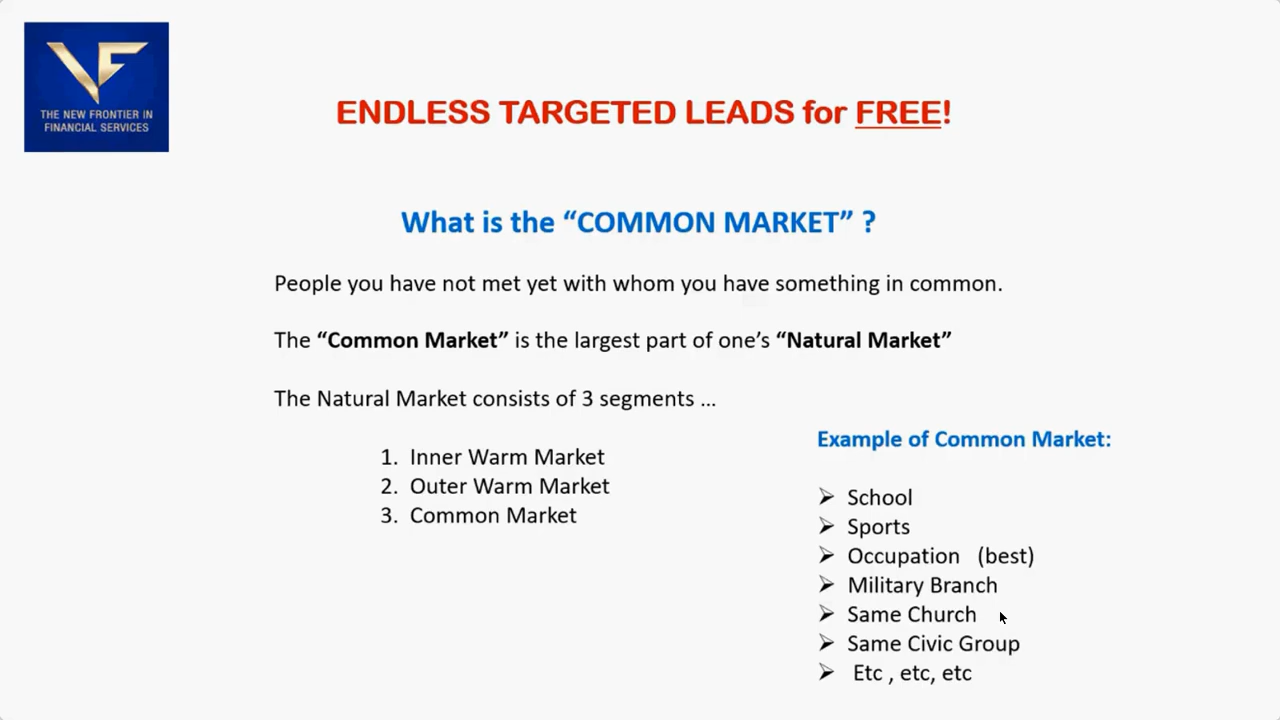 THE NEW FRONTIER IN
FINANCIAL SERVICES
ENDLESS TARGETED LEADS for FREE!
What is the “COMMON MARKET” ?
People you have not met yet with whom you have something in common.
The “Common Market” is the largest part of one’s “Natural Market”
The Natural Market consists of 3 segments ...
1. Inner Warm Market
2. Outer Warm Market
3. Common Market
Example of Common Market:
➢ School
➢ Sports
➢ Occupation (best)
➢ Military Branch
➢ Same Church
➢ Same Civic Group
➢ Etc , etc, etc